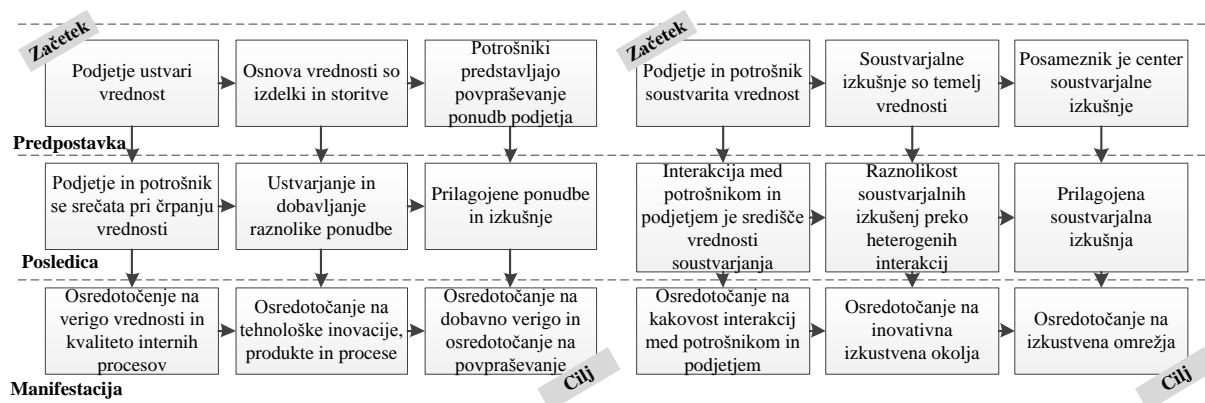 Začetek
Podjetje ustvari
vrednost
Osnova vrednosti so
izdelki in storitve
Potrošniki
predstavljajo
povpraševanje
ponudb podjetja
Začetek
Podjetje in potrošnik
soustvarita vrednost
Soustvarjalne
izkušnje so temelj
vrednosti
Posameznik je center
soustvarjalne
izkušnje
Predpostavka
Podjetje in potrošnik
se srečata pri črpanju
vrednosti
Ustvarjanje in
dobavljanje
raznolike ponudbe
Prilagojene ponudbe
in izkušnje
Interakcija med
potrošnikom in
podjetjem je središče
vrednosti
soustvarjanja
Raznolikost
soustvarjalnih
izkušenj preko
heterogenih
interakcij
Prilagojena
soustvarjalna
izkušnja
Posledica
Osredotočenje na
verigo vrednosti in
kvaliteto internih
procesov
Osredotočanje na
tehnološke inovacije,
produkte in procese
Osredotočanje na
dobavno verigo in
osredotočanje na
povpraševanje
Cilj
Osredotočanje na
kakovost interakcij
med potrošnikom in
podjetjem
Osredotočanje na
inovativna
izkustvena okolja
Osredotočanje na
izkustvena omrežja
Cilj
Manifestacija